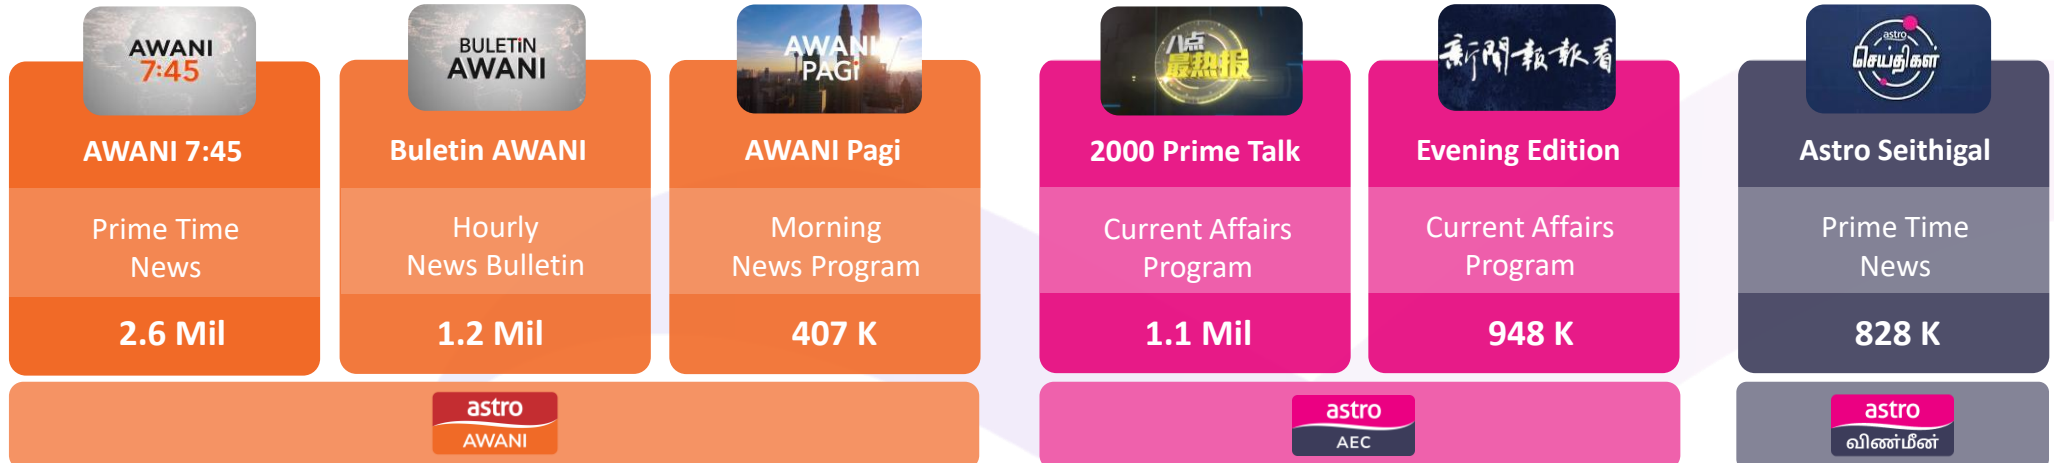 AWANI
7:45
AWANI 7:45
Prime Time
News
2.6 Mil
BULETiN
AWANI
Buletin AWANI
Hourly
News Bulletin
1.2 Mil
AWANI
PAGi
AWANI Pagi
Morning
News Program
407 K
astro
AWANI
八点
最热报
2000 Prime Talk
Current Affairs
Program
1.1 Mil
新聞報報看
Evening Edition
Current Affairs
Program
948 K
astro
AEC
astro
செய்திகள்
Astro Seithigal
Prime Time
News
828 K
astro
விண்மீன்